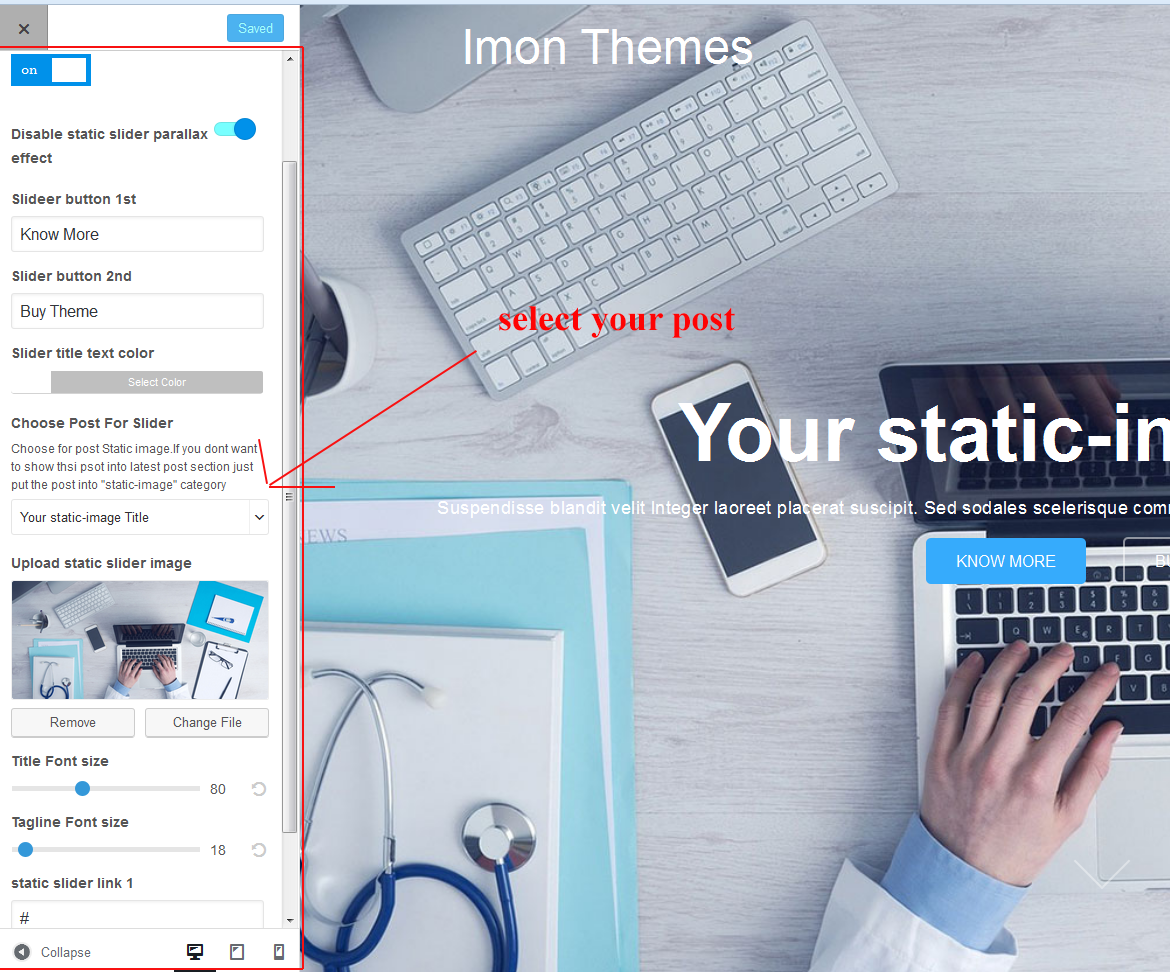 Saved
Imon Themes
on
Disable static slider parallax
effect
Slideer button 1st
Know More
Slider button 2nd
Buy Theme
Slider title text color
Select Color
Choose Post For Slider
Choose for post Static image.If you dont want
to show thsi psot into latest post section just
put the post into "static-image" category
Your static-image Title
Upload static slider image
Remove
Change File
Title Font size
80
Tagline Font size
18
static slider link 1
#
Collapse
select your post
Your static-in
Suspendisse blandit velit Integer laoreet placerat suscipit. Sed sodales scelerisque com
KNOW MORE
NEWS